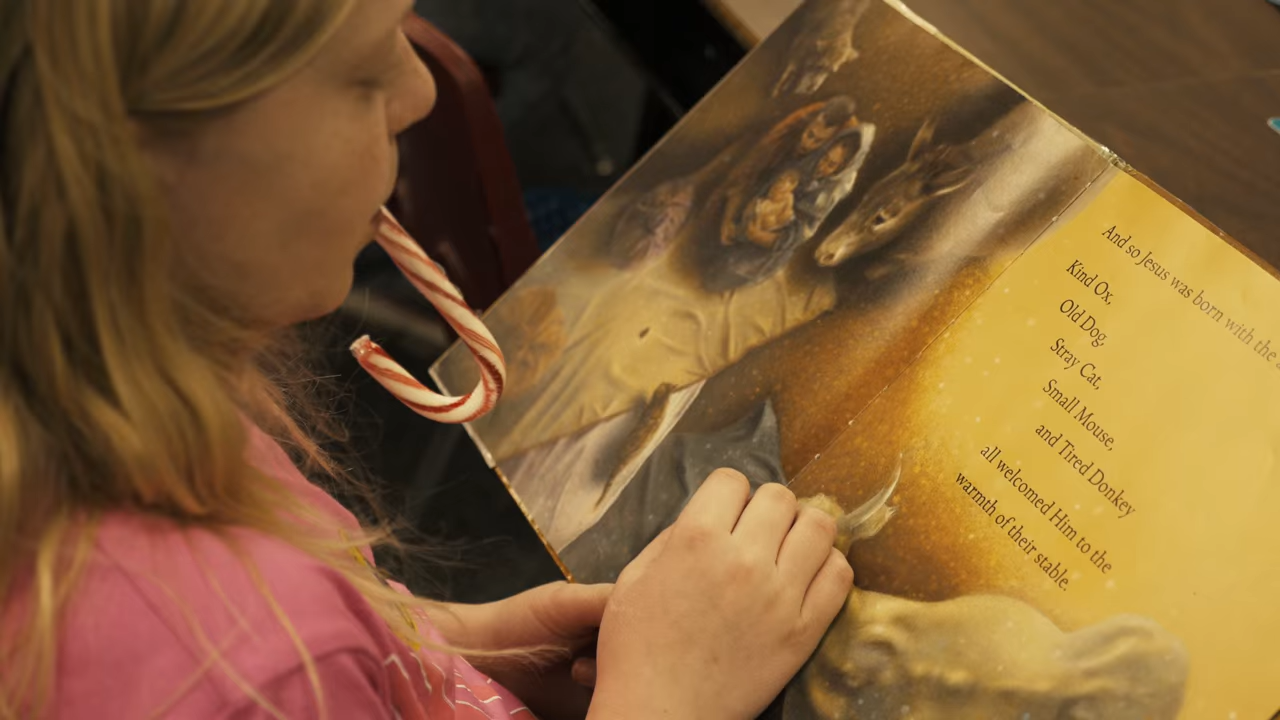 And so Jesus was born with the
Kind Ox,
Old Dog,
Stray Cat,
Small Mouse,
and Tired Donkey
all welcomed Him to the
warmth of their stable.